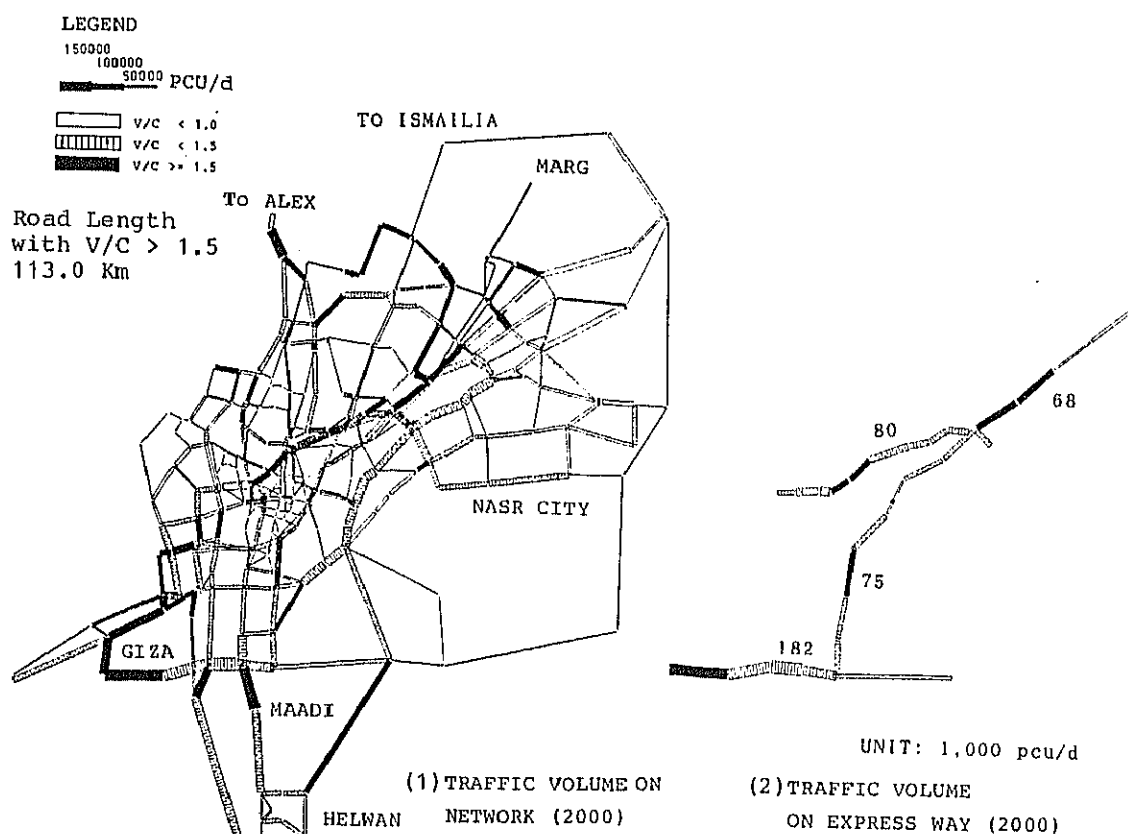 LEGEND
150000
100000
50000 PCU/d
V/C < 1.0
V/C < 1.5
V/C >= 1.5
TO ISMAILIA
MARG
To ALEX
Road Length
with V/C > 1.5
113.0 Km
68
80
NASR CITY
75
GIZA
182
MAADI
UNIT: 1,000 pcu/d
HELWAN
(1) TRAFFIC VOLUME ON
NETWORK (2000)
(2) TRAFFIC VOLUME
ON EXPRESS WAY (2000)